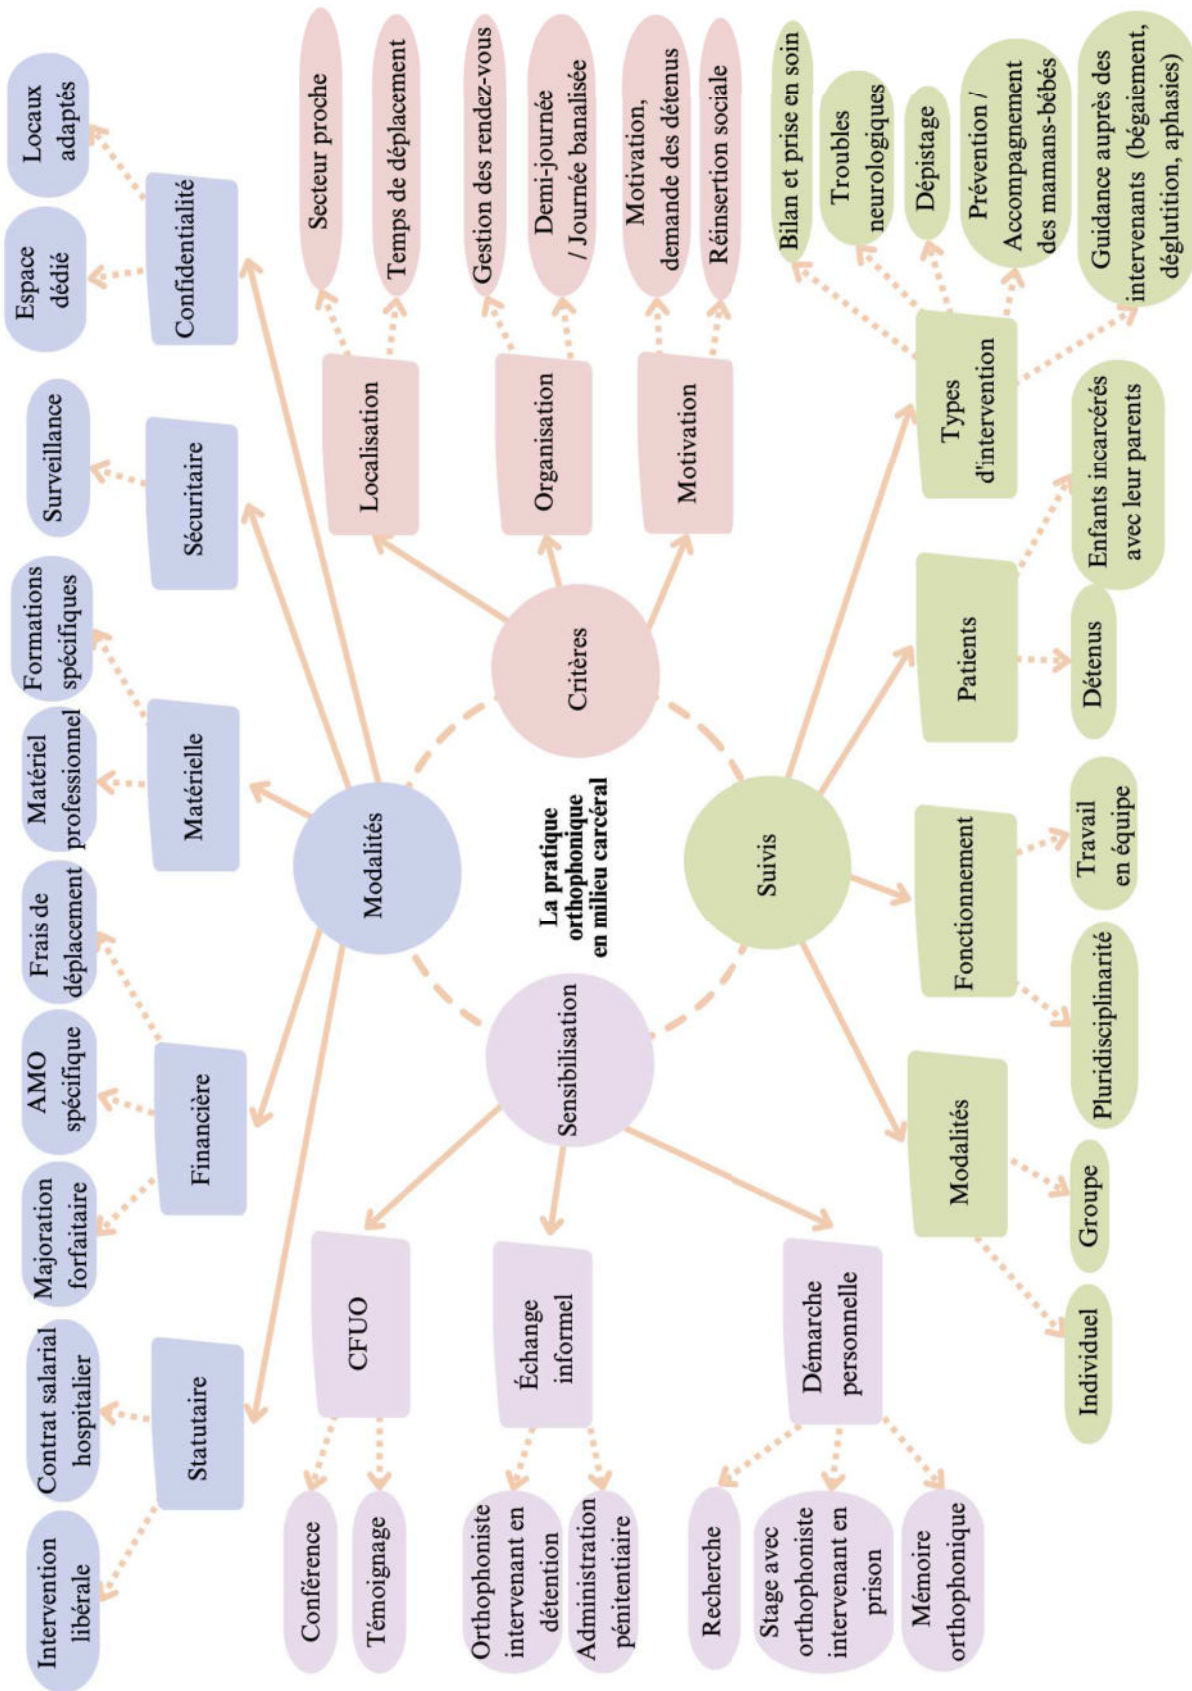 La pratique
orthophonique
en milieu carcéral
Modalités
Statutaire
Intervention
libérale
Contrat salarial
hospitalier
Financière
Majoration
forfaitaire
AMO
spécifique
Frais de
déplacement
Matérielle
Matériel
professionnel
Formations
spécifiques
Sécuritaire
Surveillance
Confidentialité
Espace
dédié
Locaux
adaptés
Critères
Localisation
Secteur proche
Temps de déplacement
Organisation
Gestion des rendez-vous
Demi-journée
/ Journée banalisée
Motivation
Motivation,
demande des détenus
Réinsertion sociale
Suivis
Types
d'intervention
Bilan et prise en soin
Troubles
neurologiques
Dépistage
Prévention /
Accompagnement
des mamans-bébés
Guidance auprès des
intervenants (bégaiement,
déglutition, aphasies)
Patients
Enfants incarcérés
avec leur parents
Détenus
Fonctionnement
Travail
en équipe
Pluridisciplinarité
Modalités
Groupe
Individuel
Sensibilisation
CFUO
Conférence
Témoignage
Échange
informel
Orthophoniste
intervenant en
détention
Administration
pénitentiaire
Démarche
personnelle
Recherche
Stage avec
orthophoniste
intervenant en
prison
Mémoire
orthophonique